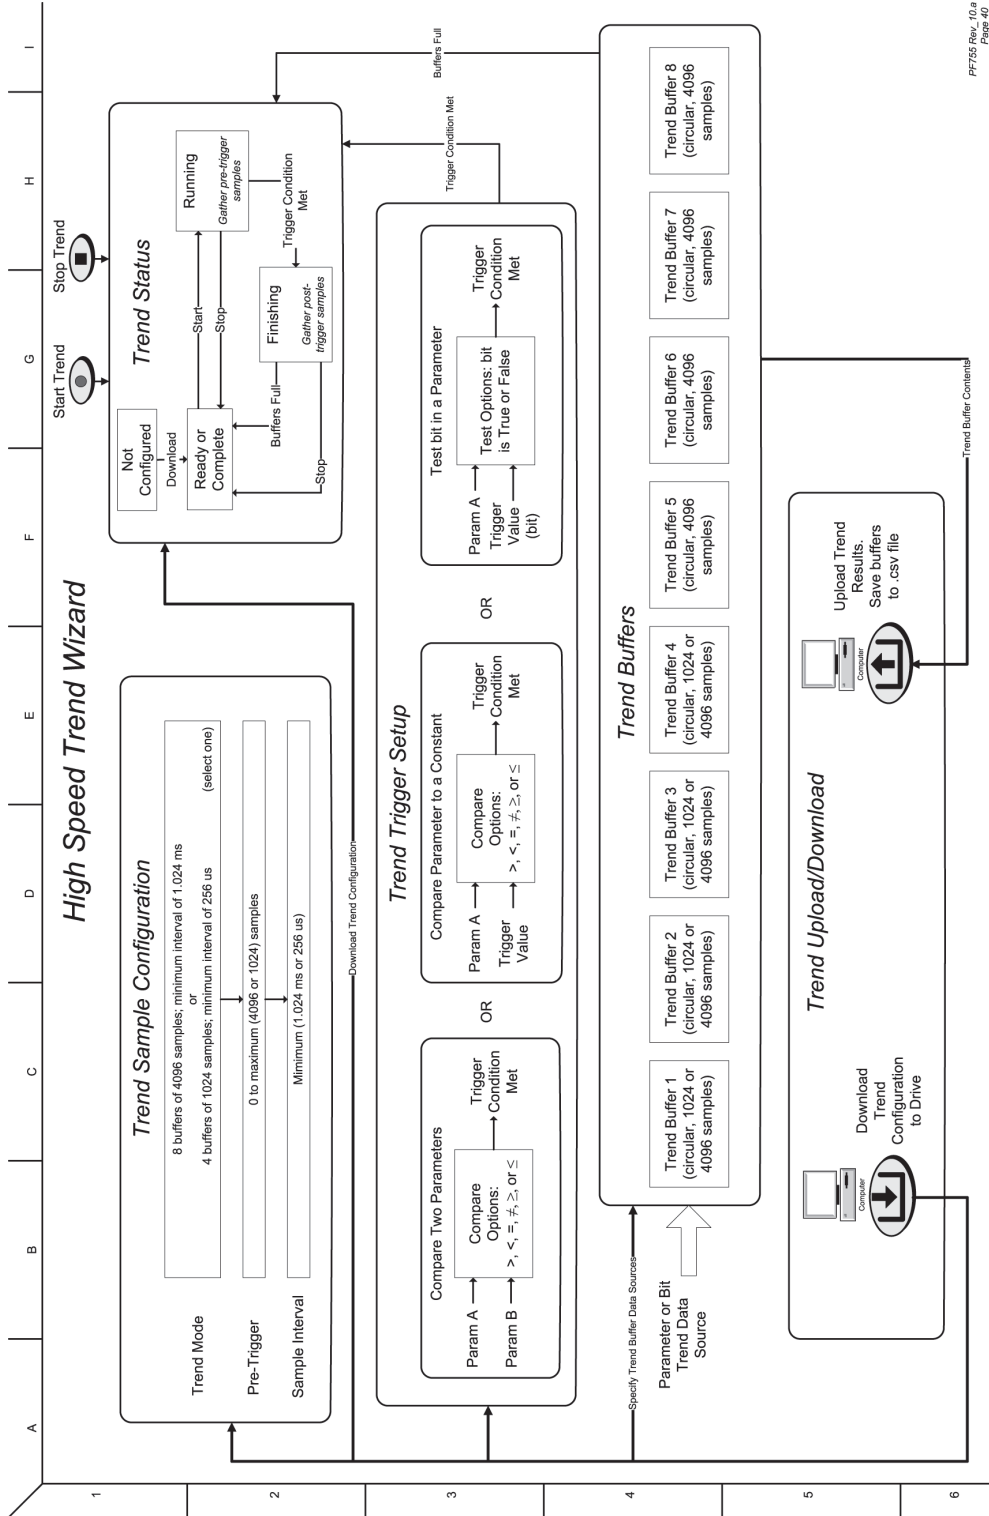 High Speed Trend Wizard
A
B
C
D
E
F
G
H
I
1
2
3
4
5
6
Start Trend
Stop Trend
Trend Sample Configuration
Trend Mode
8 buffers of 4096 samples; minimum interval of 1.024 ms
or
4 buffers of 1024 samples; minimum interval of 256 us
(select one)
Pre-Trigger
0 to maximum (4096 or 1024) samples
Sample Interval
Mimimum (1.024 ms or 256 us)
Trend Status
Not
Configured
Download
Ready or
Complete
Start
Stop
Running
Gather pre-trigger
samples
Trigger Condition
Met
Finishing
Gather post-
trigger samples
Buffers Full
Stop
Download Trend Configuration
Trigger Condition Met
Buffers Full
Trend Trigger Setup
Compare Two Parameters
Param A
Param B
Compare
Options:
>, <, =, ≠, ≥, or ≤
Trigger
Condition
Met
OR
Compare Parameter to a Constant
Param A
Trigger
Value
Compare
Options:
>, <, =, ≠, ≥, or ≤
Trigger
Condition
Met
OR
Test bit in a Parameter
Param A
Trigger
Value
(bit)
Test Options: bit
is True or False
Trigger
Condition
Met
Specify Trend Buffer Data Sources
Trend Buffers
Parameter or Bit
Trend Data
Source
Trend Buffer 1
(circular, 1024 or
4096 samples)
Trend Buffer 2
(circular, 1024 or
4096 samples)
Trend Buffer 3
(circular, 1024 or
4096 samples)
Trend Buffer 4
(circular, 1024 or
4096 samples)
Trend Buffer 5
(circular, 4096
samples)
Trend Buffer 6
(circular, 4096
samples)
Trend Buffer 7
(circular, 4096
samples)
Trend Buffer 8
(circular, 4096
samples)
Trend Upload/Download
Computer
Download
Trend
Configuration
to Drive
Computer
Upload Trend
Results.
Save buffers
to .csv file
Trend Buffer Contents
PF755 Rev_10.a
Page 40